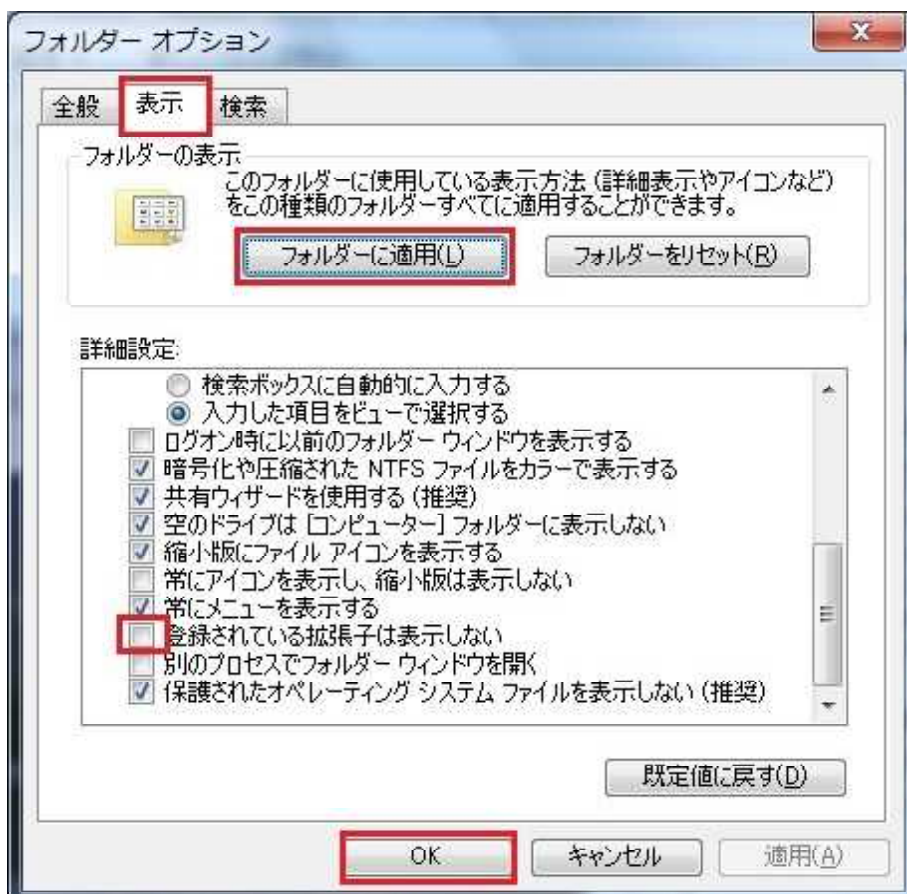 フォルダー オプション
全般 表示 検索
フォルダーの表示
このフォルダーに使用している表示方法 (詳細表示やアイコンなど)
をこの種類のフォルダーすべてに適用することができます。
フォルダーに適用(L) フォルダーをリセット(R)
詳細設定:
検索ボックスに自動的に入力する
入力した項目をビューで選択する
ログオン時に以前のフォルダー ウィンドウを表示する
暗号化や圧縮された NTFS ファイルをカラーで表示する
共有ウィザードを使用する (推奨)
空のドライブは [コンピューター] フォルダーに表示しない
縮小版にファイル アイコンを表示する
常にアイコンを表示し、縮小版は表示しない
常にメニューを表示する
登録されている拡張子は表示しない
別のプロセスでフォルダー ウィンドウを開く
保護されたオペレーティング システム ファイルを表示しない (推奨)
既定値に戻す(D)
OK キャンセル 適用(A)